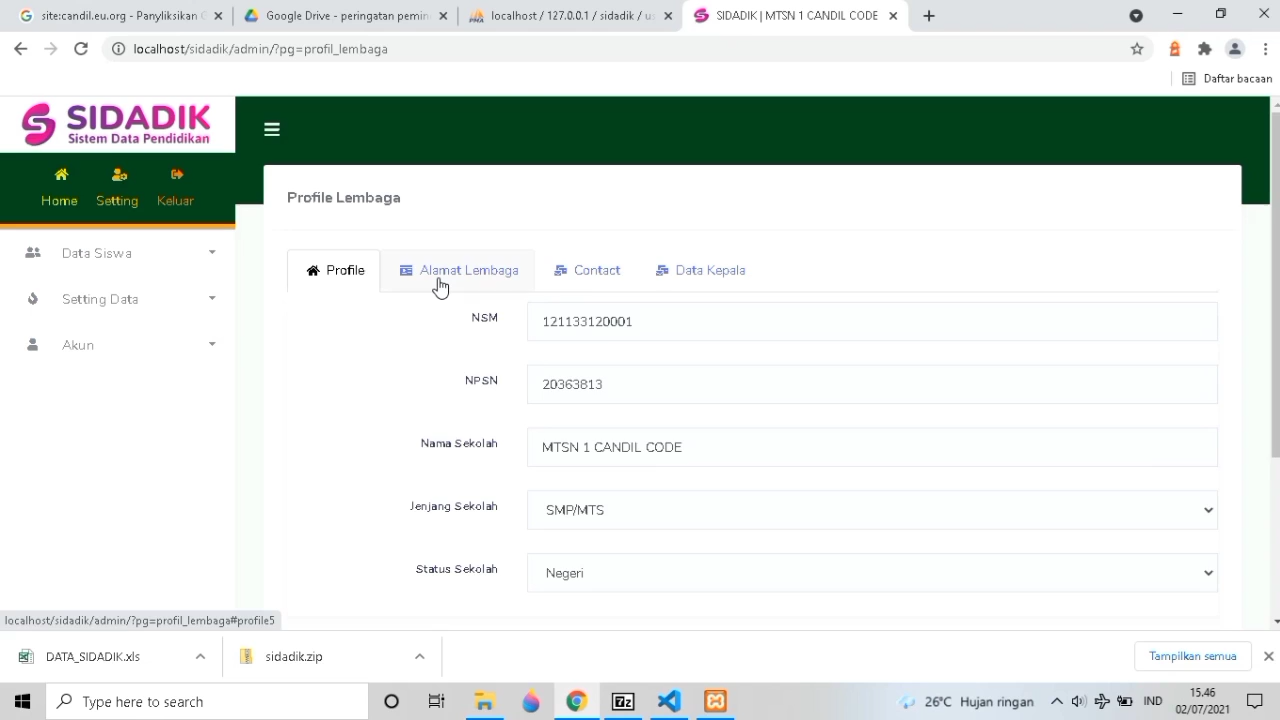 sitecandil.eu.org - Panyliksikan G
Google Drive - peringatan pemin
localhost / 127.0.0.1 / sidadik / u
SIDADIK | MTSN 1 CANDIL CODE
localhost/sidadik/admin/?pg=profil_lembaga
Daftar bacaan
SIDADIK
Sistem Data Pendidikan
Home Setting Keluar
Data Siswa
Setting Data
Akun
Profile Lembaga
Profile Alamat Lembaga Contact Data Kepala
NSM 121133120001
NPSN 20363813
Nama Sekolah MTSN 1 CANDIL CODE
Jenjang Sekolah SMP/MTS
Status Sekolah Negeri
localhost/sidadik/admin/?pg=profil_lembaga#profile5
DATA_SIDADIK.xls
sidadik.zip
Tampilkan semua
Type here to search
26°C Hujan ringan
IND
15.46
02/07/2021